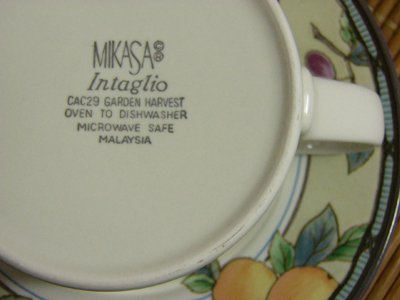 MIKASA®
Intaglio
CAC29 GARDEN HARVEST
OVEN TO DISHWASHER
MICROWAVE SAFE
MALAYSIA